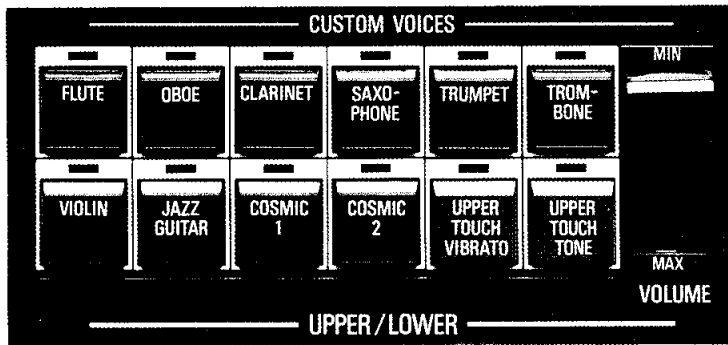 CUSTOM VOICES
FLUTE
OBOE
CLARINET
SAXO-
PHONE
TRUMPET
TROM-
BONE
MIN
VIOLIN
JAZZ
GUITAR
COSMIC
1
COSMIC
2
UPPER
TOUCH
VIBRATO
UPPER
TOUCH
TONE
MAX
VOLUME
UPPER/LOWER